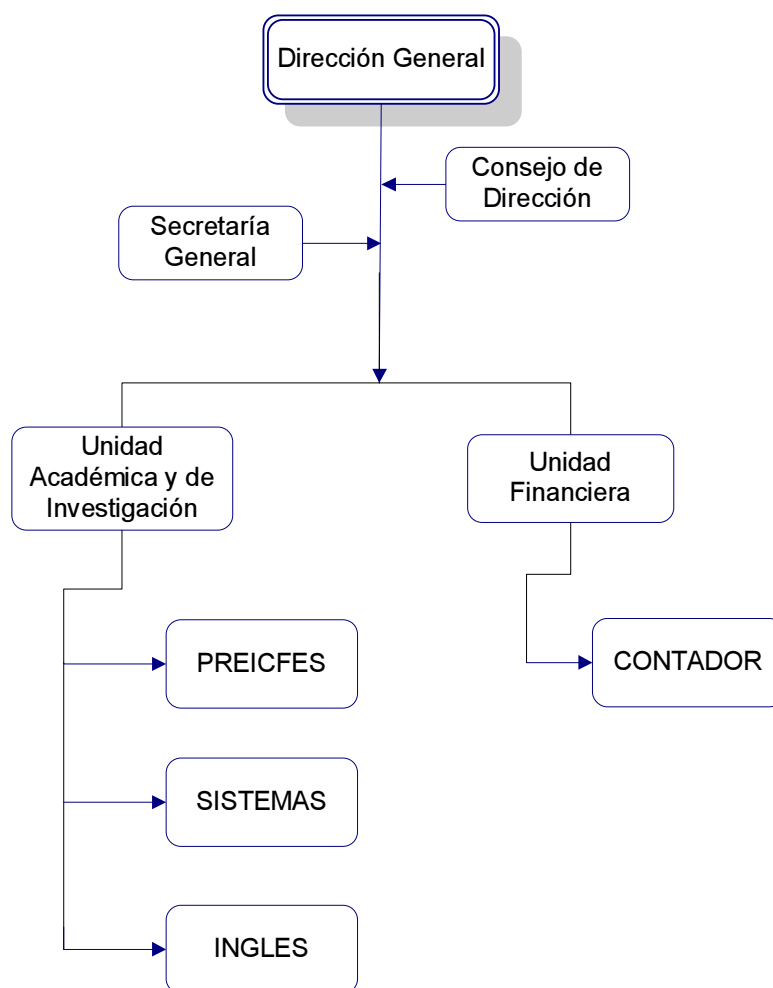 Dirección General
Consejo de
Dirección
Secretaría
General
Unidad
Académica y de
Investigación
Unidad
Financiera
PREICFES
CONTADOR
SISTEMAS
INGLES